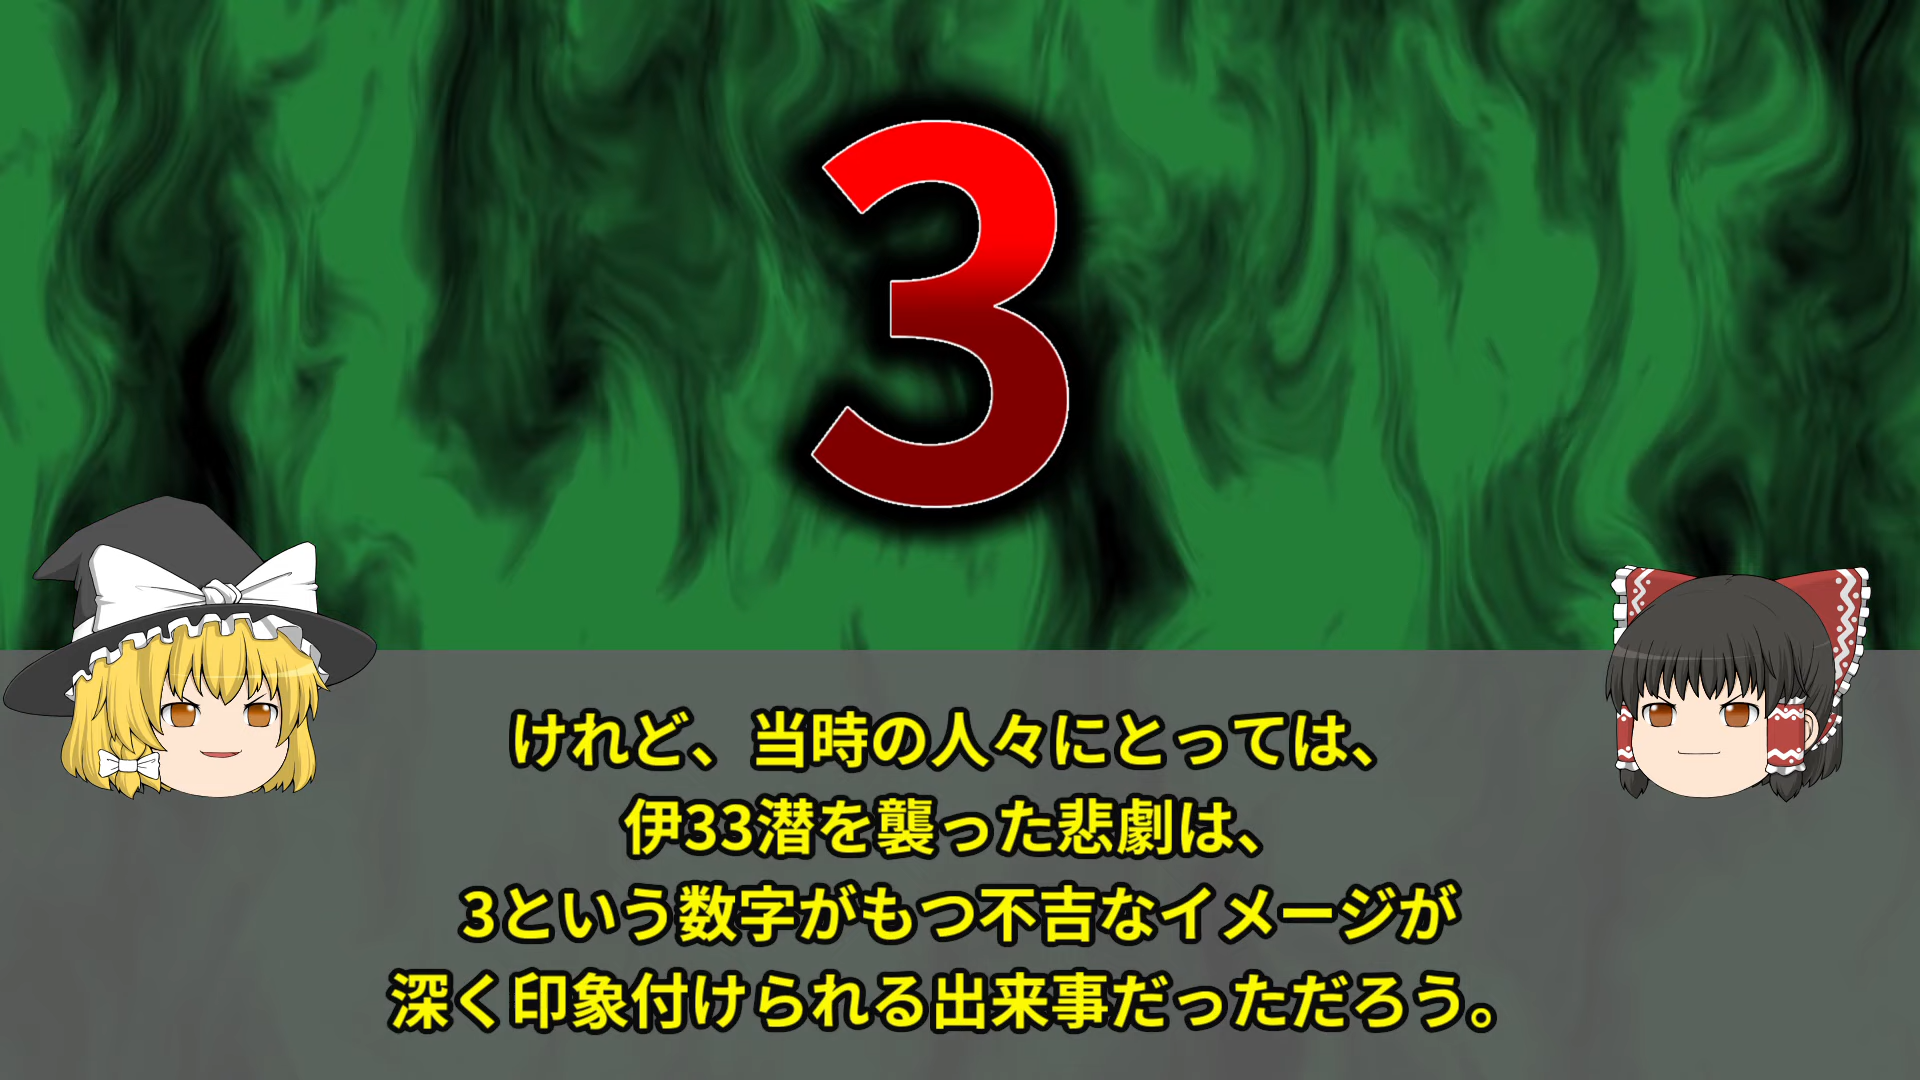 3
けれど、当時の人々にとっては、
伊33潜を襲った悲劇は、
3という数字がもつ不吉なイメージが
深く印象付けられる出来事だっただろう。